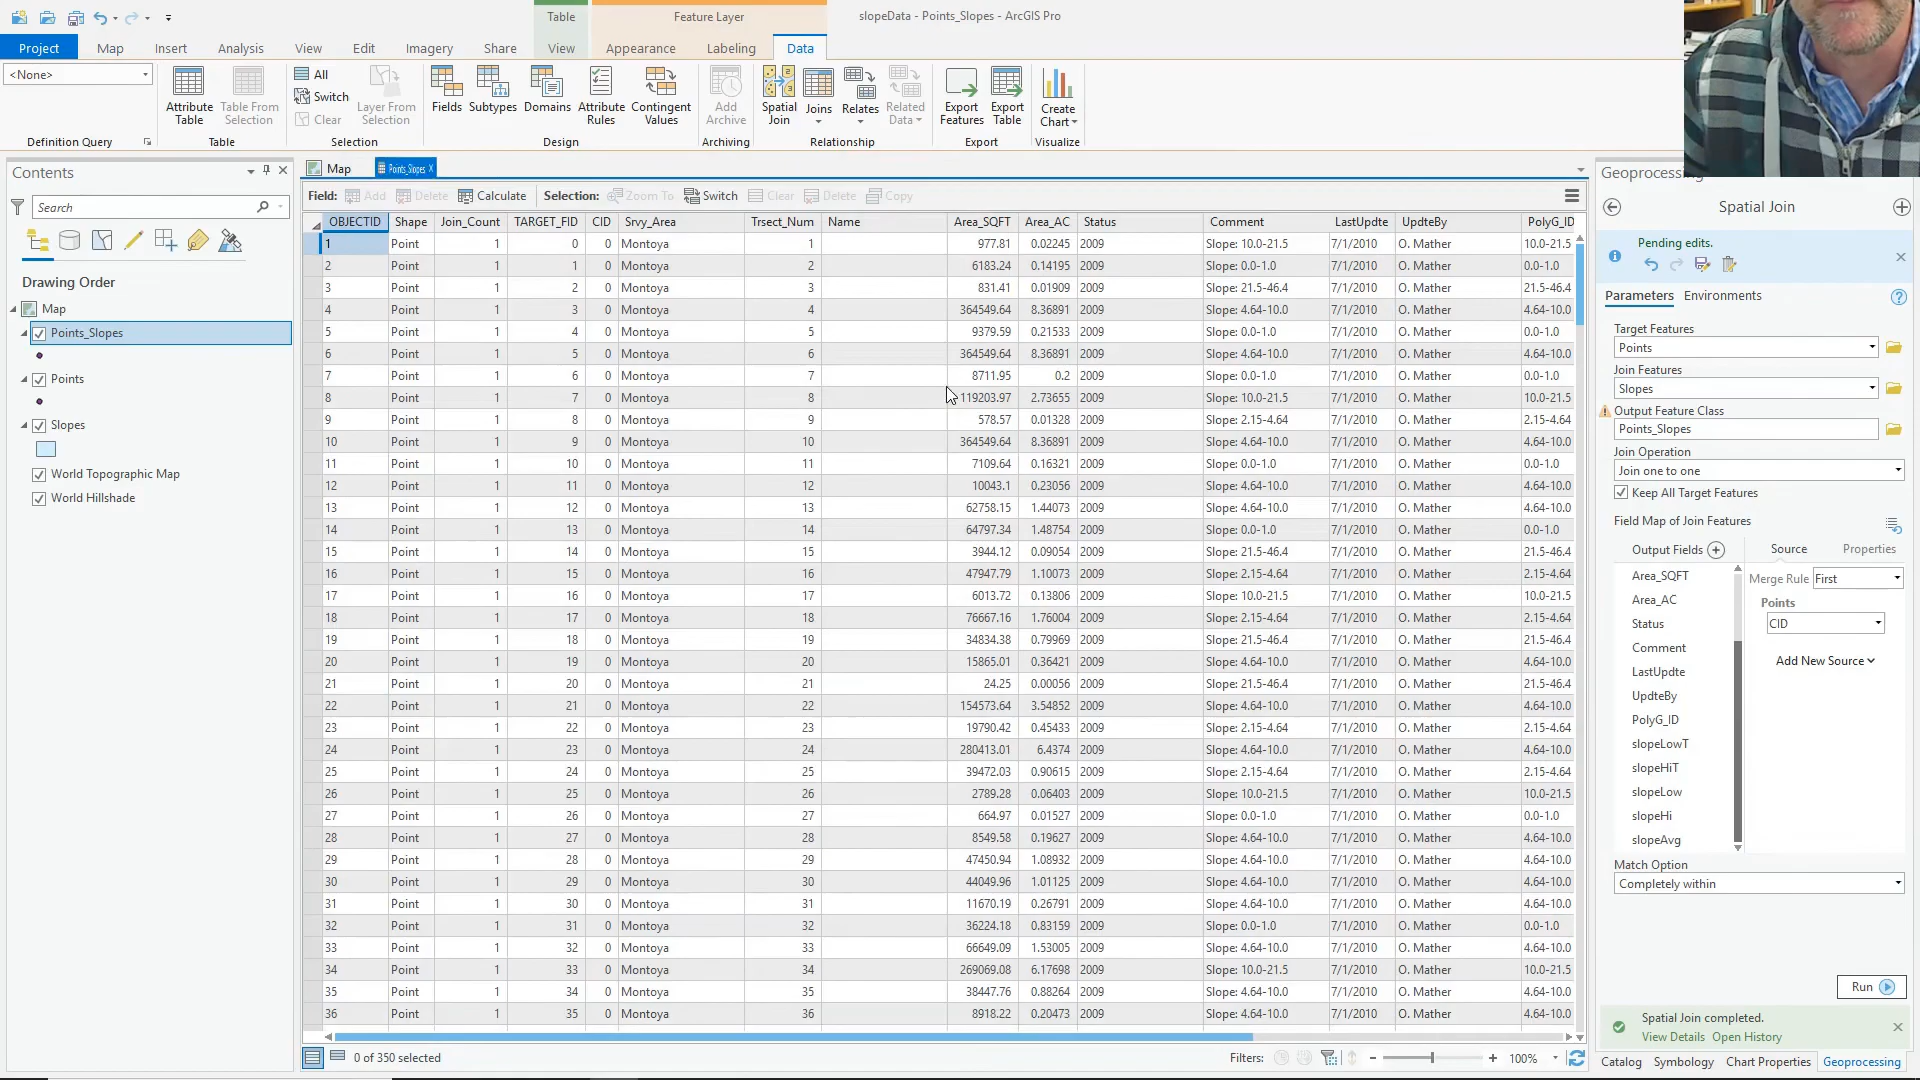 Table
Feature Layer
slopeData - Points_Slopes - ArcGIS Pro
Project Map Insert Analysis View Edit Imagery Share View Appearance Labeling Data
<None>
Definition Query
Attribute Table
Table From Selection
Table
All
Switch
Clear
Layer From Selection
Selection
Fields
Subtypes
Domains
Attribute Rules
Contingent Values
Design
Add Archive
Archiving
Spatial Join
Joins
Relates
Related Data
Relationship
Export Features
Export Table
Export
Create Chart
Visualize
Contents
Search
Drawing Order
Map
Points_Slopes
Points
Slopes
World Topographic Map
World Hillshade
Map
Points_Slopes X
Field: Add Delete Calculate Selection: Zoom To Switch Clear Delete Copy
OBJECTID Shape Join_Count TARGET_FID CID Srvy_Area Trsect_Num Name Area_SQFT Area_AC Status Comment LastUpdte UpdteBy PolyG_ID
1 Point 1 0 0 Montoya 1 977.81 0.02245 2009 Slope: 10.0-21.5 7/1/2010 O. Mather 10.0-21.5
2 Point 1 1 0 Montoya 2 6183.24 0.14195 2009 Slope: 0.0-1.0 7/1/2010 O. Mather 0.0-1.0
3 Point 1 2 0 Montoya 3 831.41 0.01909 2009 Slope: 21.5-46.4 7/1/2010 O. Mather 21.5-46.4
4 Point 1 3 0 Montoya 4 364549.64 8.36891 2009 Slope: 4.64-10.0 7/1/2010 O. Mather 4.64-10.0
5 Point 1 4 0 Montoya 5 9379.59 0.21533 2009 Slope: 0.0-1.0 7/1/2010 O. Mather 0.0-1.0
6 Point 1 5 0 Montoya 6 364549.64 8.36891 2009 Slope: 4.64-10.0 7/1/2010 O. Mather 4.64-10.0
7 Point 1 6 0 Montoya 7 8711.95 0.2 2009 Slope: 0.0-1.0 7/1/2010 O. Mather 0.0-1.0
8 Point 1 7 0 Montoya 8 119203.97 2.73655 2009 Slope: 10.0-21.5 7/1/2010 O. Mather 10.0-21.5
9 Point 1 8 0 Montoya 9 578.57 0.01328 2009 Slope: 2.15-4.64 7/1/2010 O. Mather 2.15-4.64
10 Point 1 9 0 Montoya 10 364549.64 8.36891 2009 Slope: 4.64-10.0 7/1/2010 O. Mather 4.64-10.0
11 Point 1 10 0 Montoya 11 7109.64 0.16321 2009 Slope: 0.0-1.0 7/1/2010 O. Mather 0.0-1.0
12 Point 1 11 0 Montoya 12 10043.1 0.23056 2009 Slope: 4.64-10.0 7/1/2010 O. Mather 4.64-10.0
13 Point 1 12 0 Montoya 13 62758.15 1.44073 2009 Slope: 4.64-10.0 7/1/2010 O. Mather 4.64-10.0
14 Point 1 13 0 Montoya 14 64797.34 1.48754 2009 Slope: 0.0-1.0 7/1/2010 O. Mather 0.0-1.0
15 Point 1 14 0 Montoya 15 3944.12 0.09054 2009 Slope: 21.5-46.4 7/1/2010 O. Mather 21.5-46.4
16 Point 1 15 0 Montoya 16 47947.79 1.10073 2009 Slope: 2.15-4.64 7/1/2010 O. Mather 2.15-4.64
17 Point 1 16 0 Montoya 17 6013.72 0.13806 2009 Slope: 10.0-21.5 7/1/2010 O. Mather 10.0-21.5
18 Point 1 17 0 Montoya 18 76667.16 1.76004 2009 Slope: 2.15-4.64 7/1/2010 O. Mather 2.15-4.64
19 Point 1 18 0 Montoya 19 34834.38 0.79969 2009 Slope: 21.5-46.4 7/1/2010 O. Mather 21.5-46.4
20 Point 1 19 0 Montoya 20 15865.01 0.36421 2009 Slope: 4.64-10.0 7/1/2010 O. Mather 4.64-10.0
21 Point 1 20 0 Montoya 21 24.25 0.00056 2009 Slope: 21.5-46.4 7/1/2010 O. Mather 21.5-46.4
22 Point 1 21 0 Montoya 22 154573.64 3.54852 2009 Slope: 4.64-10.0 7/1/2010 O. Mather 4.64-10.0
23 Point 1 22 0 Montoya 23 19790.42 0.45433 2009 Slope: 2.15-4.64 7/1/2010 O. Mather 2.15-4.64
24 Point 1 23 0 Montoya 24 280413.01 6.4374 2009 Slope: 4.64-10.0 7/1/2010 O. Mather 4.64-10.0
25 Point 1 24 0 Montoya 25 39472.03 0.90615 2009 Slope: 2.15-4.64 7/1/2010 O. Mather 2.15-4.64
26 Point 1 25 0 Montoya 26 2789.28 0.06403 2009 Slope: 10.0-21.5 7/1/2010 O. Mather 10.0-21.5
27 Point 1 26 0 Montoya 27 664.97 0.01527 2009 Slope: 0.0-1.0 7/1/2010 O. Mather 0.0-1.0
28 Point 1 27 0 Montoya 28 8549.58 0.19627 2009 Slope: 4.64-10.0 7/1/2010 O. Mather 4.64-10.0
29 Point 1 28 0 Montoya 29 47450.94 1.08932 2009 Slope: 4.64-10.0 7/1/2010 O. Mather 4.64-10.0
30 Point 1 29 0 Montoya 30 44049.96 1.01125 2009 Slope: 4.64-10.0 7/1/2010 O. Mather 4.64-10.0
31 Point 1 30 0 Montoya 31 11670.19 0.26791 2009 Slope: 4.64-10.0 7/1/2010 O. Mather 4.64-10.0
32 Point 1 31 0 Montoya 32 36224.18 0.83159 2009 Slope: 0.0-1.0 7/1/2010 O. Mather 0.0-1.0
33 Point 1 32 0 Montoya 33 66649.09 1.53005 2009 Slope: 4.64-10.0 7/1/2010 O. Mather 4.64-10.0
34 Point 1 33 0 Montoya 34 269069.08 6.17698 2009 Slope: 10.0-21.5 7/1/2010 O. Mather 10.0-21.5
35 Point 1 34 0 Montoya 35 38447.76 0.88264 2009 Slope: 4.64-10.0 7/1/2010 O. Mather 4.64-10.0
36 Point 1 35 0 Montoya 36 8918.22 0.20473 2009 Slope: 4.64-10.0 7/1/2010 O. Mather 4.64-10.0
0 of 350 selected
Filters:
100%
Geoprocessing
Spatial Join
Pending edits.
Parameters Environments
Target Features
Points
Join Features
Slopes
Output Feature Class
Points_Slopes
Join Operation
Join one to one
Keep All Target Features
Field Map of Join Features
Output Fields
Source Properties
Area_SQFT
Area_AC
Status
Comment
LastUpdte
UpdteBy
PolyG_ID
slopeLowT
slopeHiT
slopeLow
slopeHi
slopeAvg
Merge Rule First
Points
CID
Add New Source
Match Option
Completely within
Run
Spatial Join completed.
View Details Open History
Catalog Symbology Chart Properties Geoprocessing